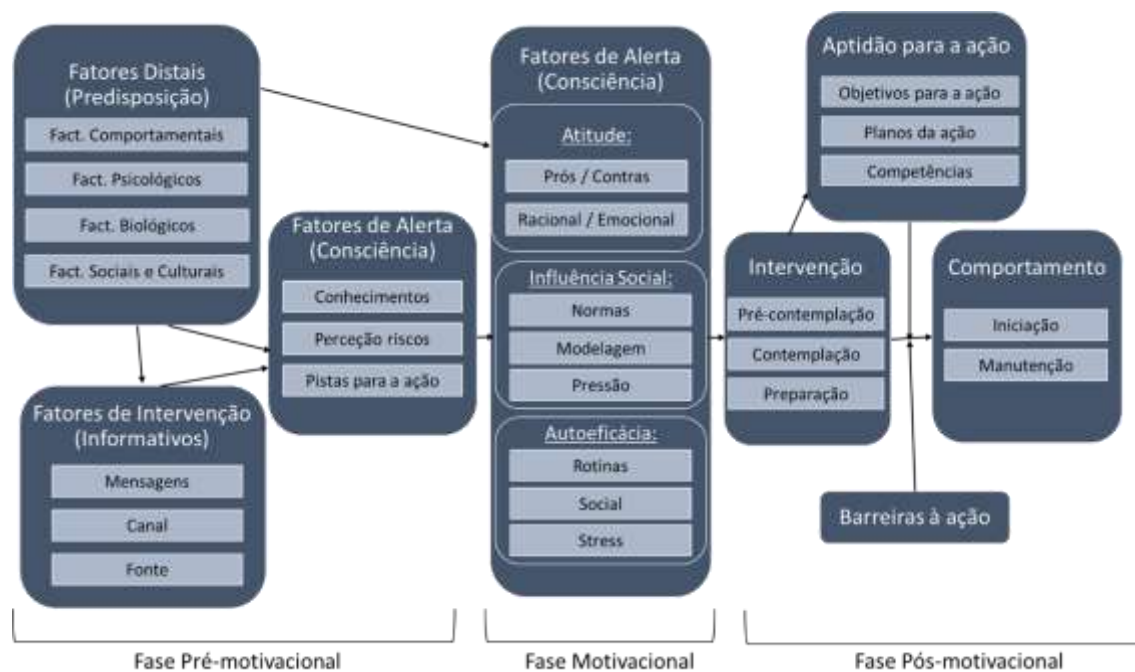 Fatores Distais
(Predisposição)
Fact. Comportamentais
Fact. Psicológicos
Fact. Biológicos
Fact. Sociais e Culturais
Fatores de Intervenção
(Informativos)
Mensagens
Canal
Fonte
Fatores de Alerta
(Consciência)
Conhecimentos
Perceção riscos
Pistas para a ação
Fatores de Alerta
(Consciência)
Atitude:
Prós / Contras
Racional / Emocional
Influência Social:
Normas
Modelagem
Pressão
Autoeficácia:
Rotinas
Social
Stress
Intervenção
Pré-contemplação
Contemplação
Preparação
Aptidão para a ação
Objetivos para a ação
Planos da ação
Competências
Comportamento
Iniciação
Manutenção
Barreiras à ação
Fase Pré-motivacional
Fase Motivacional
Fase Pós-motivacional